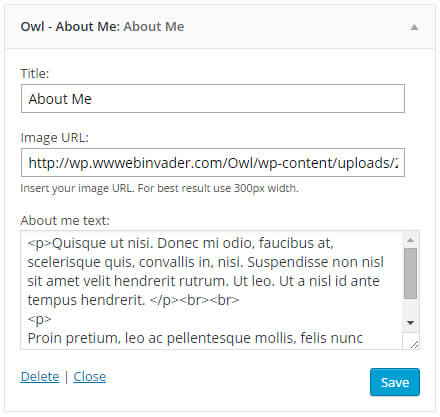 Owl - About Me: About Me
Title:
About Me
Image URL:
http://wp.wwwebinvader.com/Owl/wp-content/uploads/2
Insert your image URL. For best result use 300px width.
About me text:
<p>Quisque ut nisi. Donec mi odio, faucibus at,
scelerisque quis, convallis in, nisi. Suspendisse non nisl
sit amet velit hendrerit rutrum. Ut leo. Ut a nisl id ante
tempus hendrerit. </p><br><br>
<p>
Proin pretium, leo ac pellentesque mollis, felis nunc
Delete | Close
Save